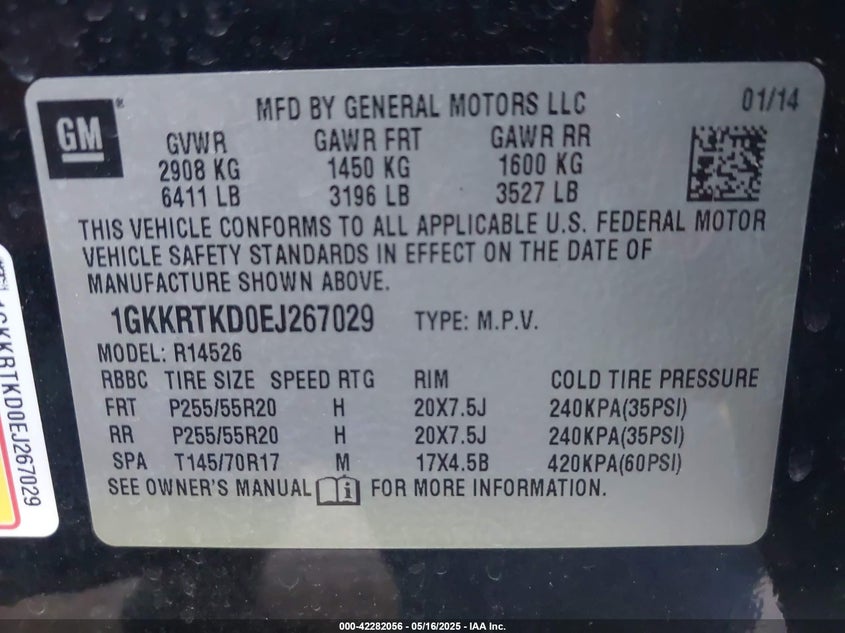 GM
MFD BY GENERAL MOTORS LLC 01/14
GVWR GAWR FRT GAWR RR
2908 KG 1450 KG 1600 KG
6411 LB 3196 LB 3527 LB
THIS VEHICLE CONFORMS TO ALL APPLICABLE U.S. FEDERAL MOTOR
VEHICLE SAFETY STANDARDS IN EFFECT ON THE DATE OF
MANUFACTURE SHOWN ABOVE.
1GKKRTKD0EJ267029 TYPE: M.P.V.
MODEL: R14526
RBBC TIRE SIZE SPEED RTG RIM COLD TIRE PRESSURE
FRT P255/55R20 H 20X7.5J 240KPA(35PSI)
RR P255/55R20 H 20X7.5J 240KPA(35PSI)
SPA T145/70R17 M 17X4.5B 420KPA(60PSI)
SEE OWNER'S MANUAL FOR MORE INFORMATION.
1GKKRTKD0EJ267029
000-42282056 - 05/16/2025 - IAA Inc.